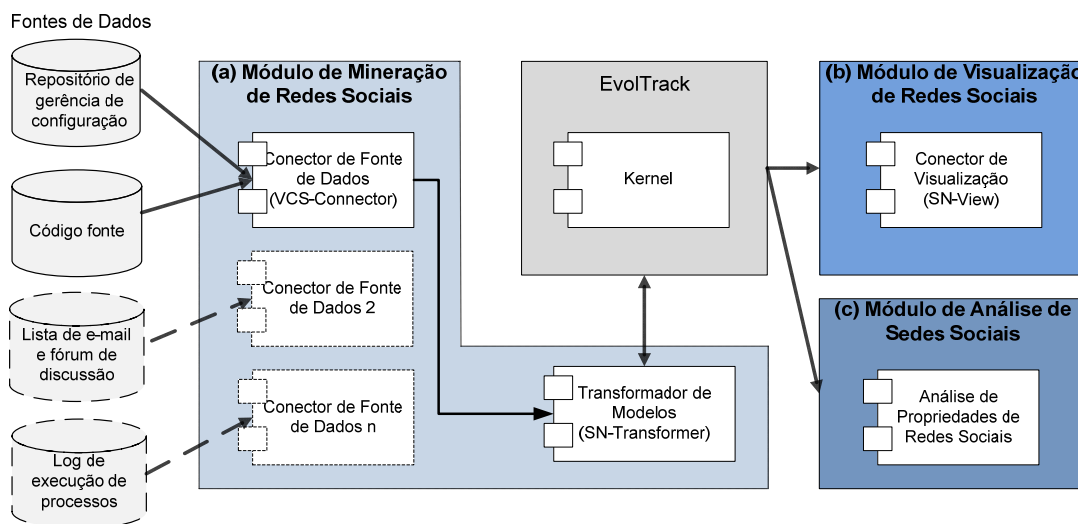 Fontes de Dados
Repositório de
gerência de
configuração
Código fonte
Lista de e-mail
e fórum de
discussão
Log de
execução de
processos
(a) Módulo de Mineração
de Redes Sociais
Conector de Fonte
de Dados
(VCS-Connector)
Conector de Fonte
de Dados 2
Conector de Fonte
de Dados n
Transformador de
Modelos
(SN-Transformer)
EvolTrack
Kernel
(b) Módulo de Visualização
de Redes Sociais
Conector de
Visualização
(SN-View)
(c) Módulo de Análise de
Sedes Sociais
Análise de
Propriedades de
Redes Sociais